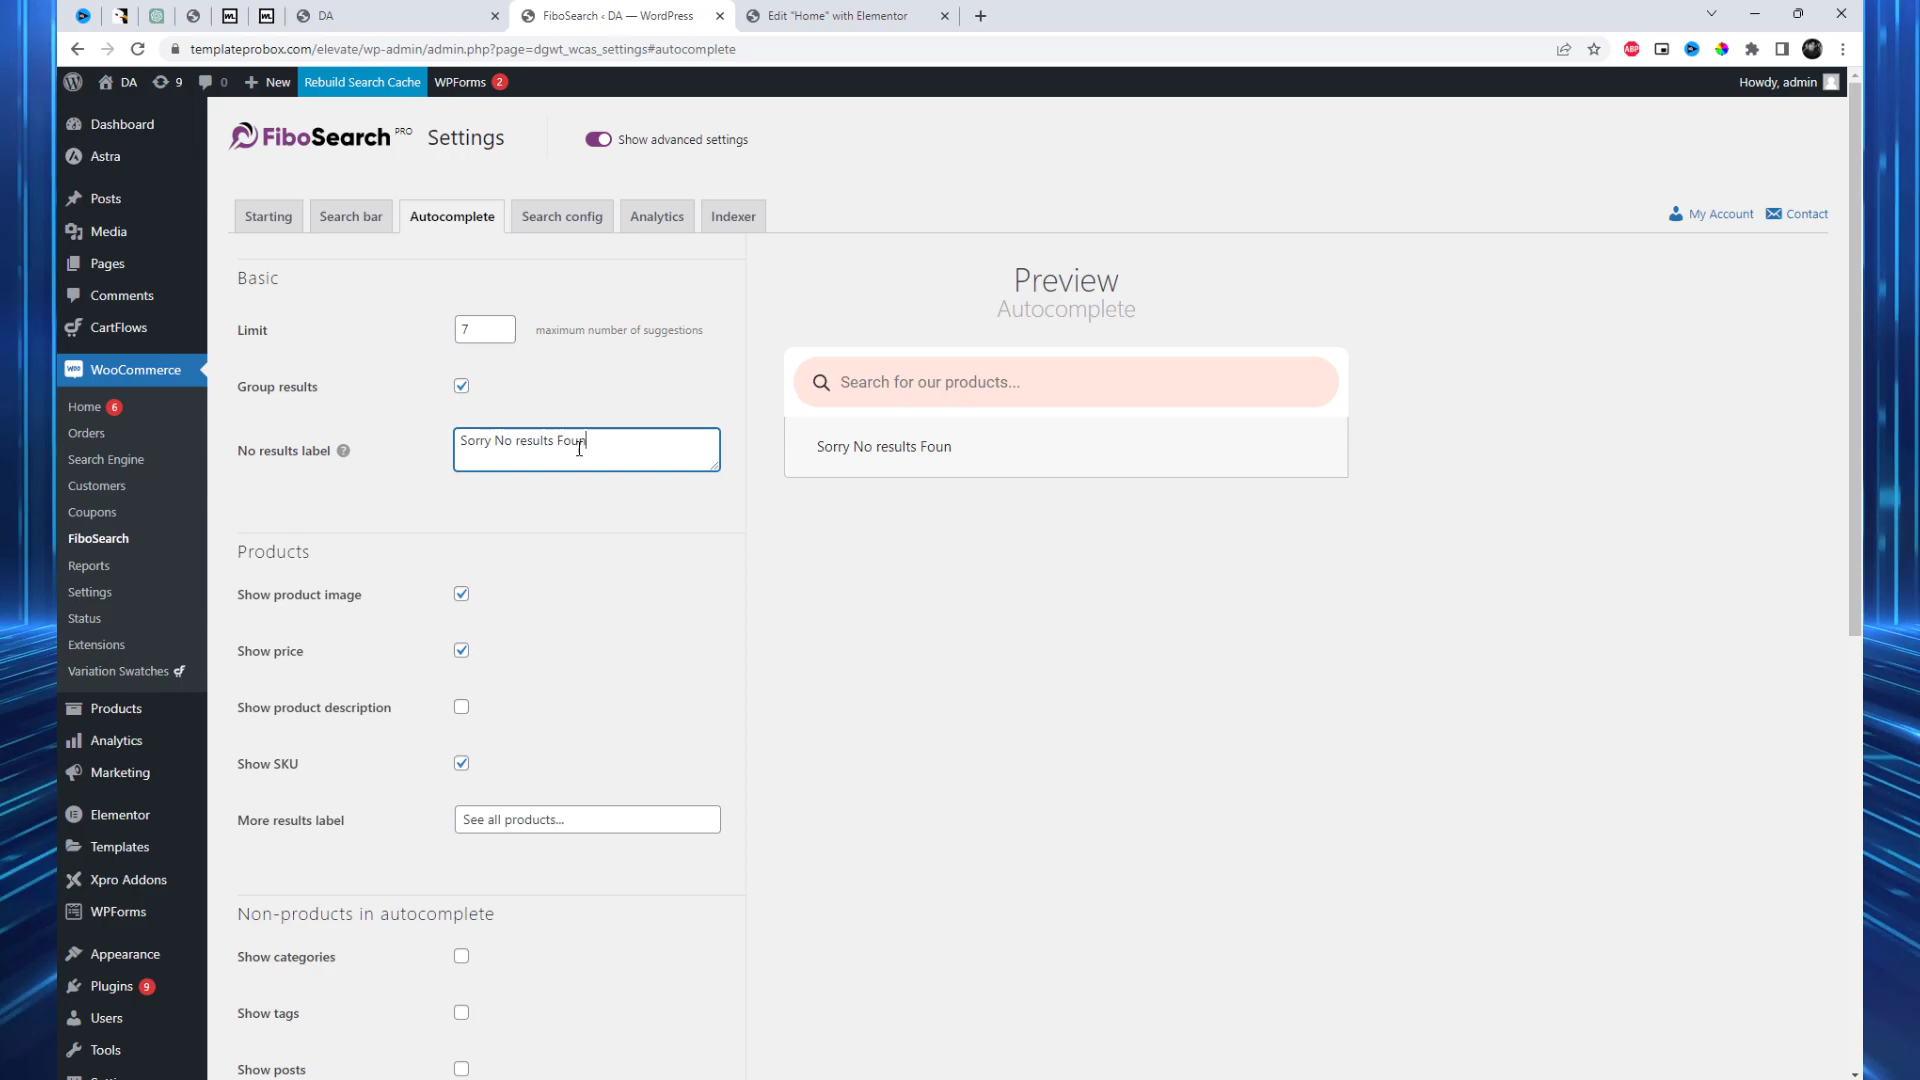 DA
FiboSearch ‹ DA — WordPress
Edit "Home" with Elementor
templateprobox.com/elevate/wp-admin/admin.php?page=dgwt_wcas_settings#autocomplete
ABP
DA
9
0
New
Rebuild Search Cache
WPForms 2
Howdy, admin
Dashboard
Astra
Posts
Media
Pages
Comments
CartFlows
WooCommerce
Home 6
Orders
Search Engine
Customers
Coupons
FiboSearch
Reports
Settings
Status
Extensions
Variation Swatches
Products
Analytics
Marketing
Elementor
Templates
Xpro Addons
WPForms
Appearance
Plugins 9
Users
Tools
FiboSearch PRO Settings
Show advanced settings
Starting
Search bar
Autocomplete
Search config
Analytics
Indexer
My Account
Contact
Basic
Limit
7
maximum number of suggestions
Group results
No results label ?
Sorry No results Foun
Products
Show product image
Show price
Show product description
Show SKU
More results label
See all products...
Non-products in autocomplete
Show categories
Show tags
Show posts
Preview
Autocomplete
Search for our products...
Sorry No results Foun